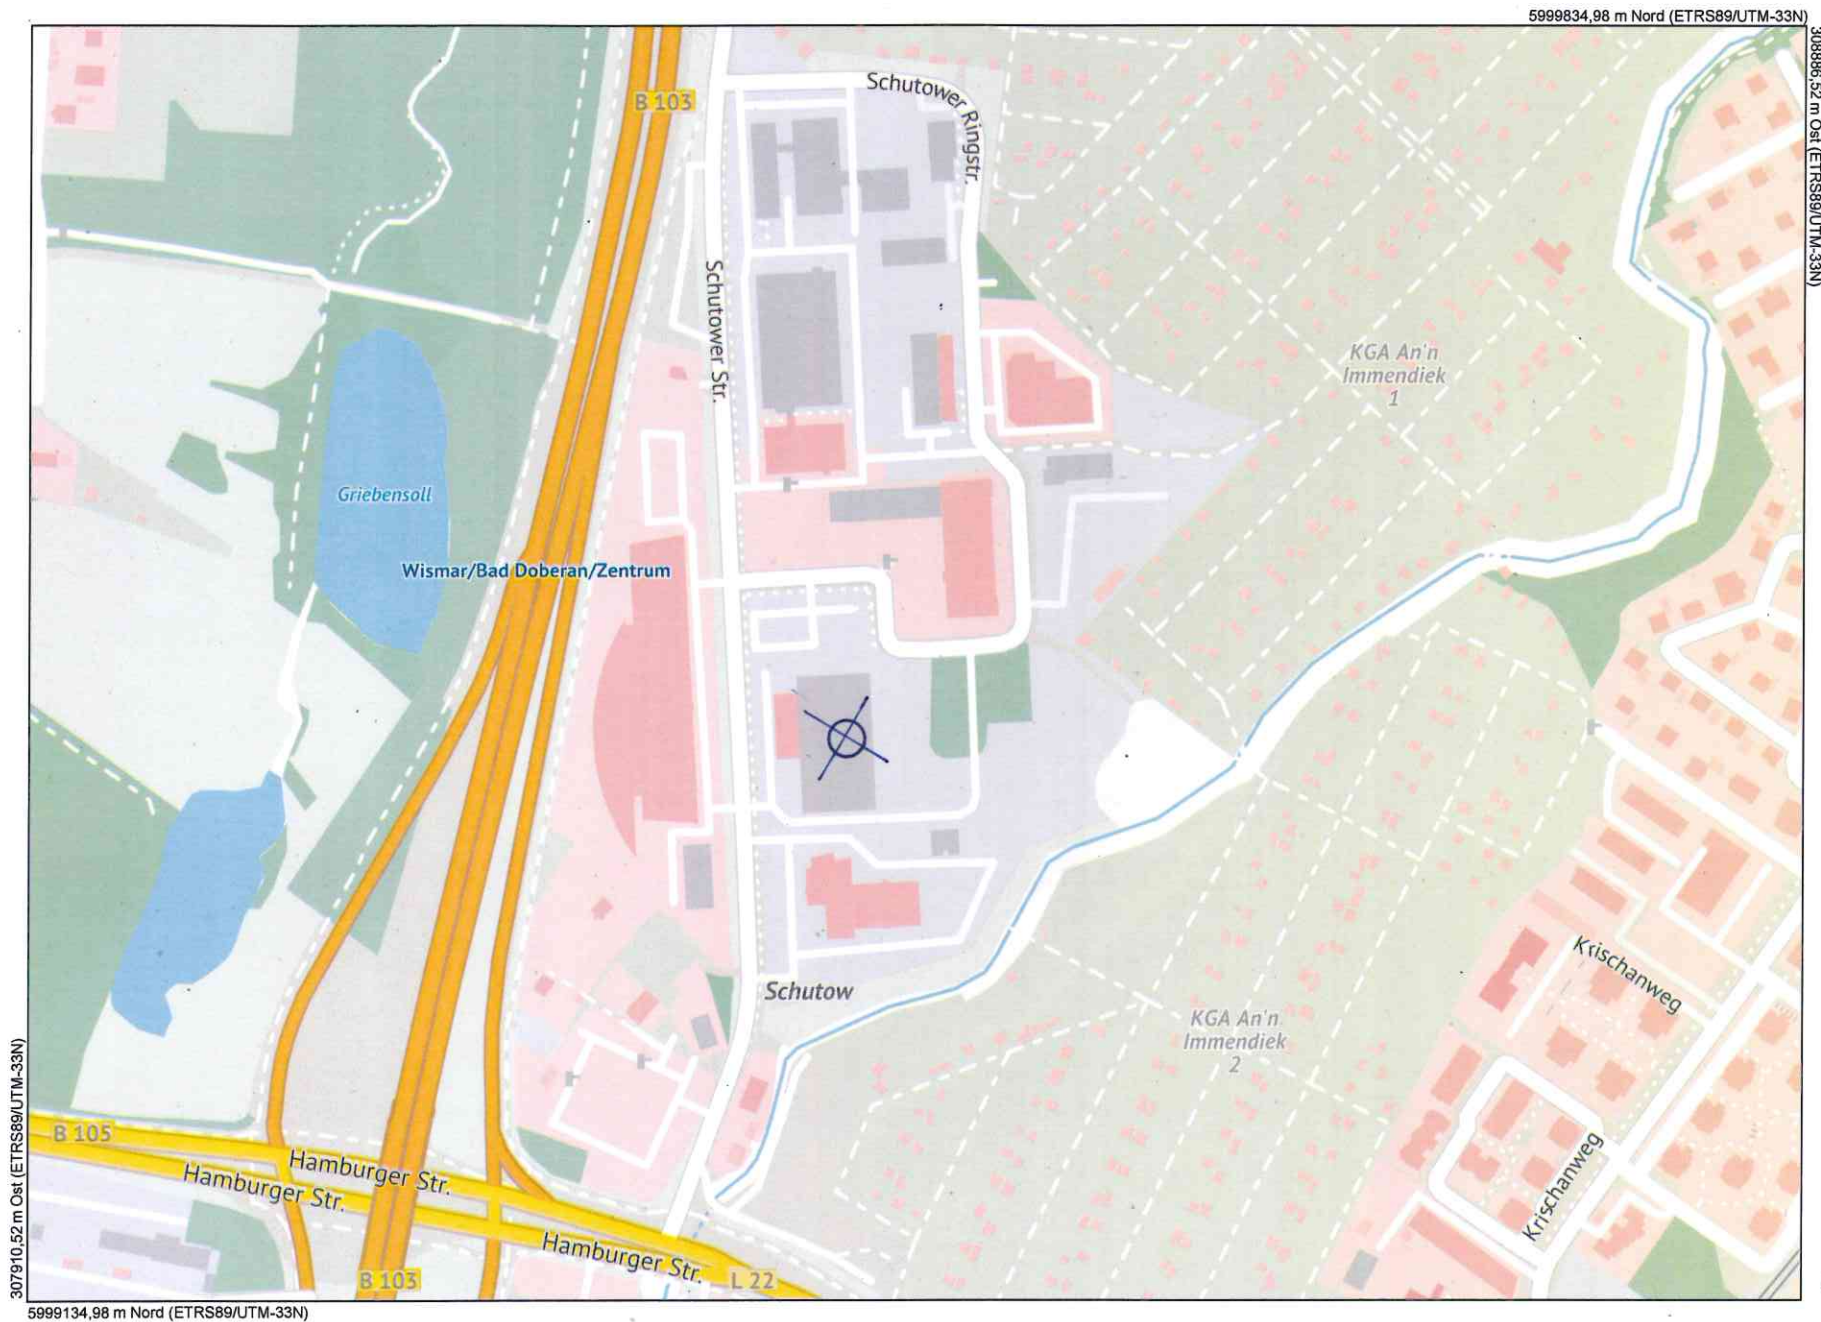 5999834,98 m Nord (ETRS89/UTM-33N)
308886,52 m Ost (ETRS89/UTM-33N)
B 103
Schutower Ringstr.
Schutower Str.
KGA An'n
Immendiek
1
Griebensoll
Wismar/Bad Doberan/Zentrum
Schutow
Krischanweg
KGA An'n
Immendiek
2
B 105
Hamburger Str.
Hamburger Str.
Krischanweg
Hamburger Str.
L 22
B 103
307910,52 m Ost (ETRS89/UTM-33N)
5999134,98 m Nord (ETRS89/UTM-33N)